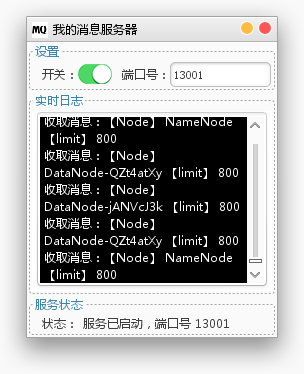 MQ 我的消息服务器
设置
开关： 端口号： 13001
实时日志
收取消息：【Node】 NameNode
【limit】 800
收取消息：【Node】
DataNode-QZt4atXy 【limit】 800
收取消息：【Node】
DataNode-jANVcJ3k 【limit】 800
收取消息：【Node】
DataNode-QZt4atXy 【limit】 800
收取消息：【Node】 NameNode
【limit】 800
服务状态
状态： 服务已启动，端口号 13001